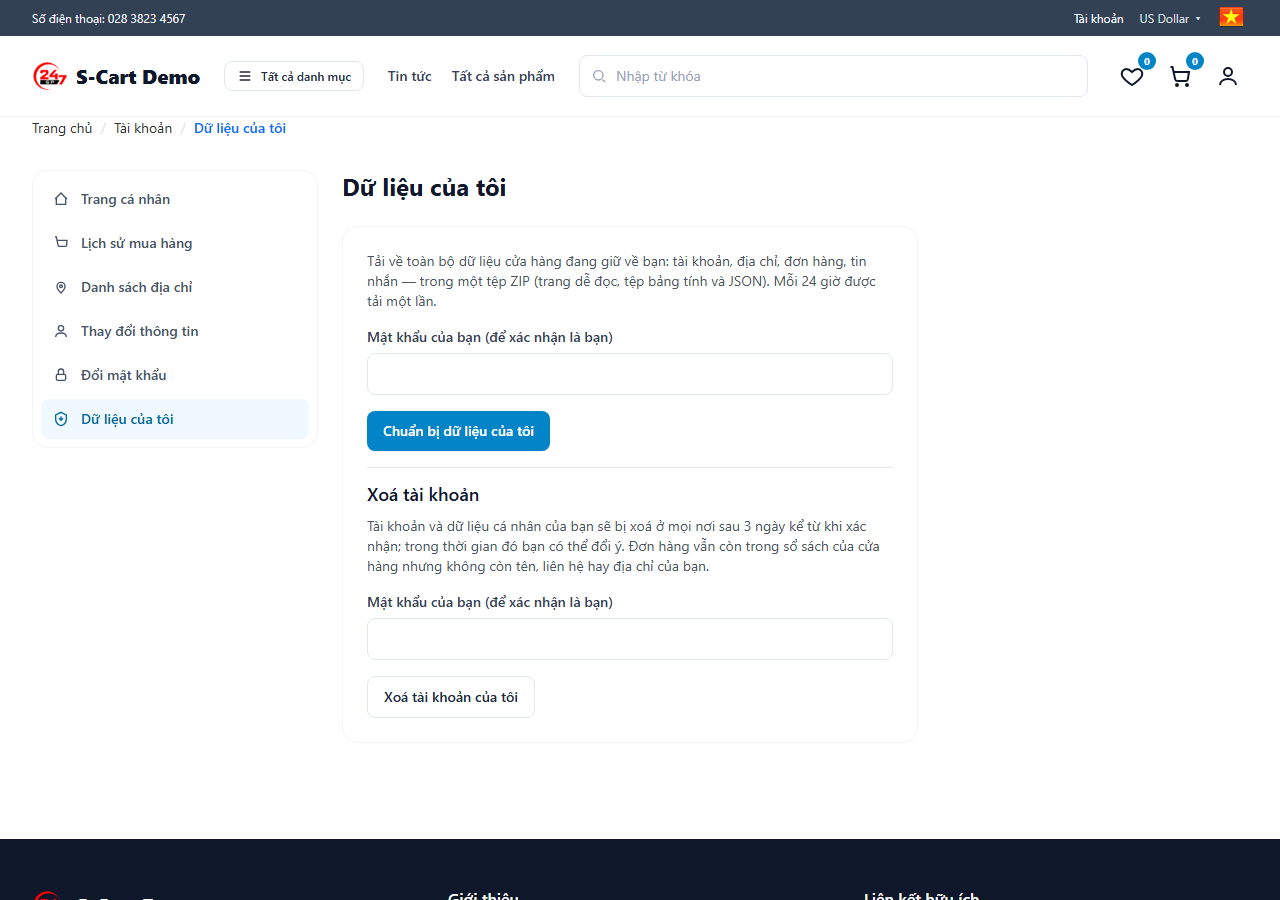 Số điện thoại: 028 3823 4567
Tài khoản
US Dollar
247
S-Cart Demo
Tất cả danh mục
Tin tức
Tất cả sản phẩm
Nhập từ khóa
0
0
Trang chủ / Tài khoản / Dữ liệu của tôi
Trang cá nhân
Lịch sử mua hàng
Danh sách địa chỉ
Thay đổi thông tin
Đổi mật khẩu
Dữ liệu của tôi
Dữ liệu của tôi
Tải về toàn bộ dữ liệu cửa hàng đang giữ về bạn: tài khoản, địa chỉ, đơn hàng, tin
nhắn — trong một tệp ZIP (trang dễ đọc, tệp bảng tính và JSON). Mỗi 24 giờ được
tải một lần.
Mật khẩu của bạn (để xác nhận là bạn)
Chuẩn bị dữ liệu của tôi
Xoá tài khoản
Tài khoản và dữ liệu cá nhân của bạn sẽ bị xoá ở mọi nơi sau 3 ngày kể từ khi xác
nhận; trong thời gian đó bạn có thể đổi ý. Đơn hàng vẫn còn trong sổ sách của cửa
hàng nhưng không còn tên, liên hệ hay địa chỉ của bạn.
Mật khẩu của bạn (để xác nhận là bạn)
Xoá tài khoản của tôi
Giới thiệu
Liên kết hữu ích